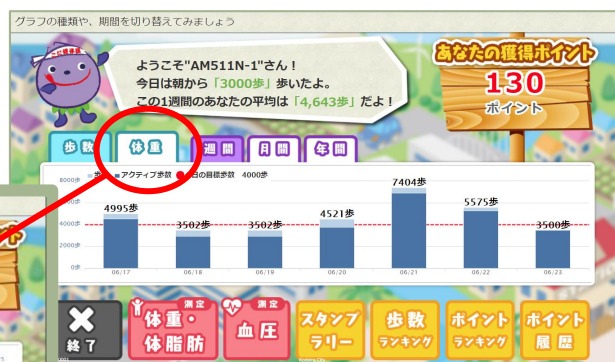 グラフの種類や、期間を切り替えてみましょう
ようこそ"AM511N-1"さん！
今日は朝から「3000歩」歩いたよ。
この1週間のあなたの平均は「4,643歩」だよ！
あなたの獲得ポイント
130
ポイント
歩数 体重 週間 月間 年間
アクティブ歩数 日の目標歩数 4000歩
8000歩
6000歩
4000歩
2000歩
0歩
4995歩 3502歩 3502歩 4521歩 7404歩 5575歩 3500歩
06/17 06/18 06/19 06/20 06/21 06/22 06/23
終了
測定
体重・
体脂肪
測定
血圧
スタンプ
ラリー
歩数
ランキング
ポイント
ランキング
ポイント
履歴